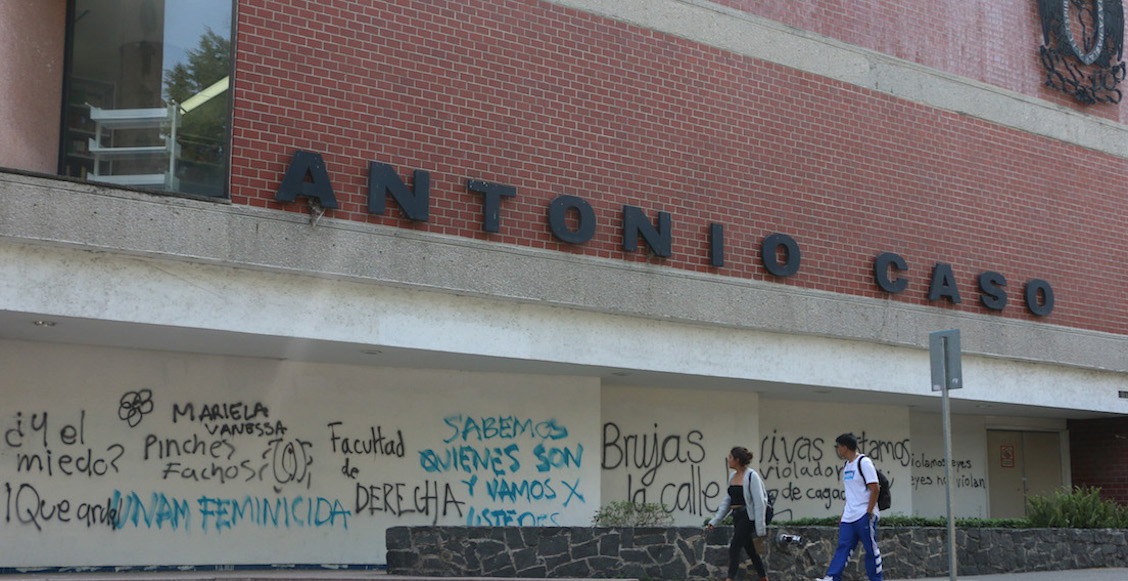 ANTONIO CASO
¿Y el
miedo?
¡Que arda
UNAM FEMINICIDA
MARIELA
VANESSA
Pinches
Fachos
Facultad
de
DERECHA
SABEMOS
QUIENES SON
Y VAMOS X
USTEDES
Brujas
la calle
vivas
estamos
violador
de